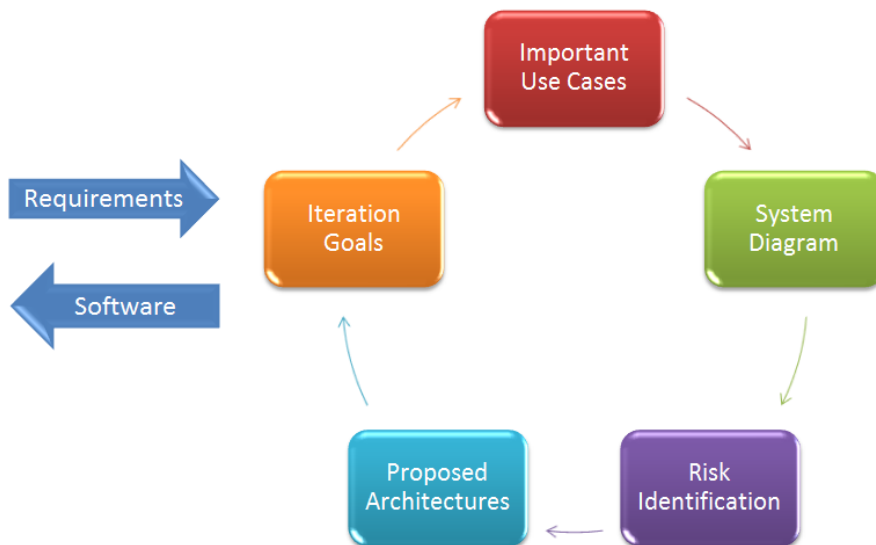 Important
Use Cases
Requirements
Iteration
Goals
System
Diagram
Software
Proposed
Architectures
Risk
Identification